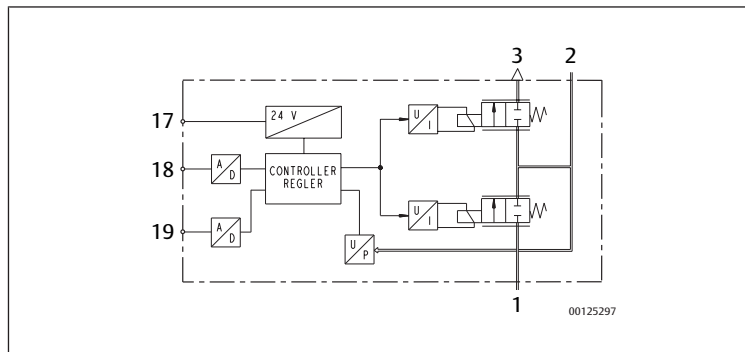 3 2
17
24 V
U
I
18
A
D
CONTROLLER
REGLER
19
A
D
U
I
U
P
1
00125297